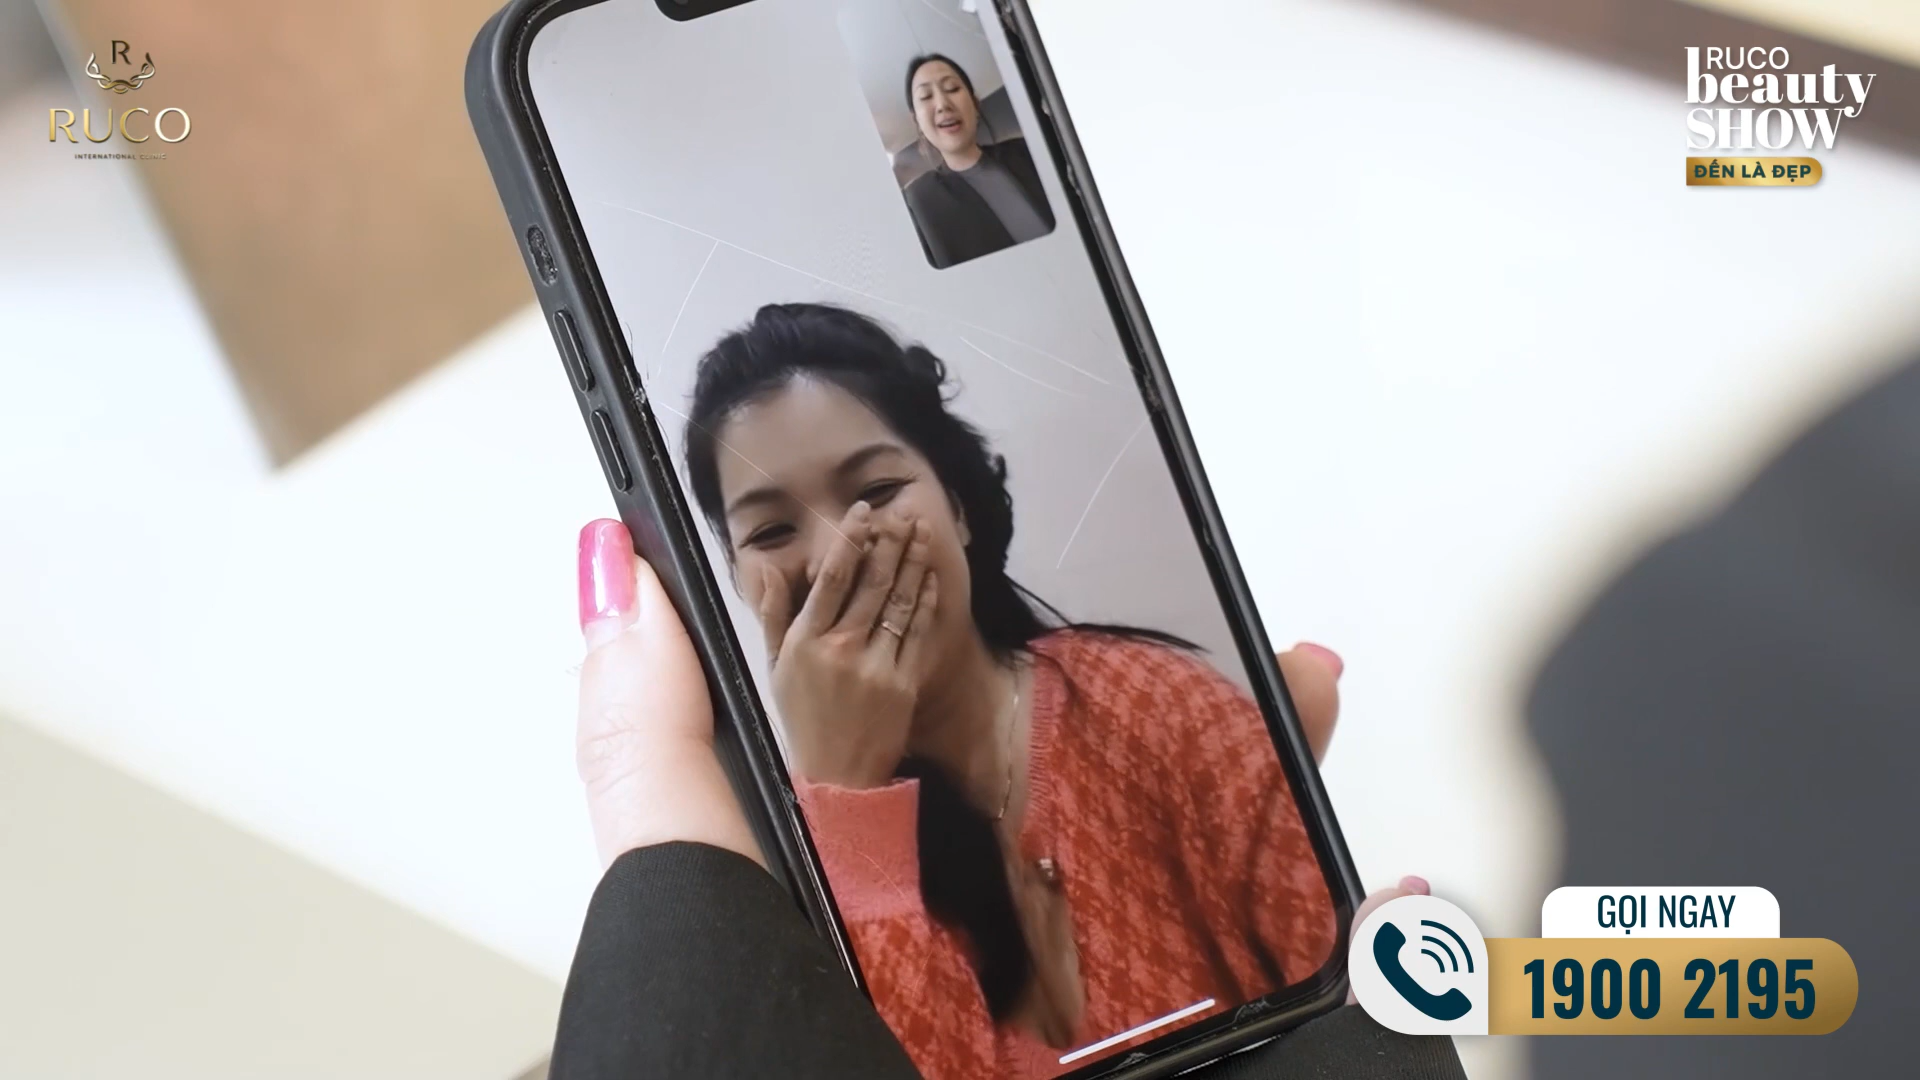 R
RUCO
INTERNATIONAL CLINIC
RUCO
beauty
SHOW
ĐẾN LÀ ĐẸP
GỌI NGAY
1900 2195